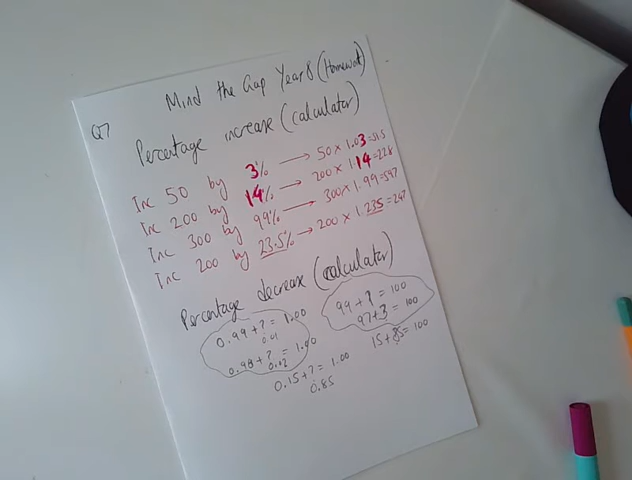 Mind the Gap Year 8 (Homework)
Q7
Percentage increase (calculator)
Inc 50 by 3% → 50 × 1.03=51.5
Inc 200 by 14% → 200 × 1.14=228
Inc 300 by 99% → 300 × 1.99=597
Inc 200 by 23.5% → 200 × 1.235=247
Percentage decrease (calculator)
0.99 + ? = 1.00
0.01
0.98 + ? = 1.00
0.02
99 + 1 = 100
97 + 3 = 100
15 + 85 = 100
0.15 + ? = 1.00
0.85